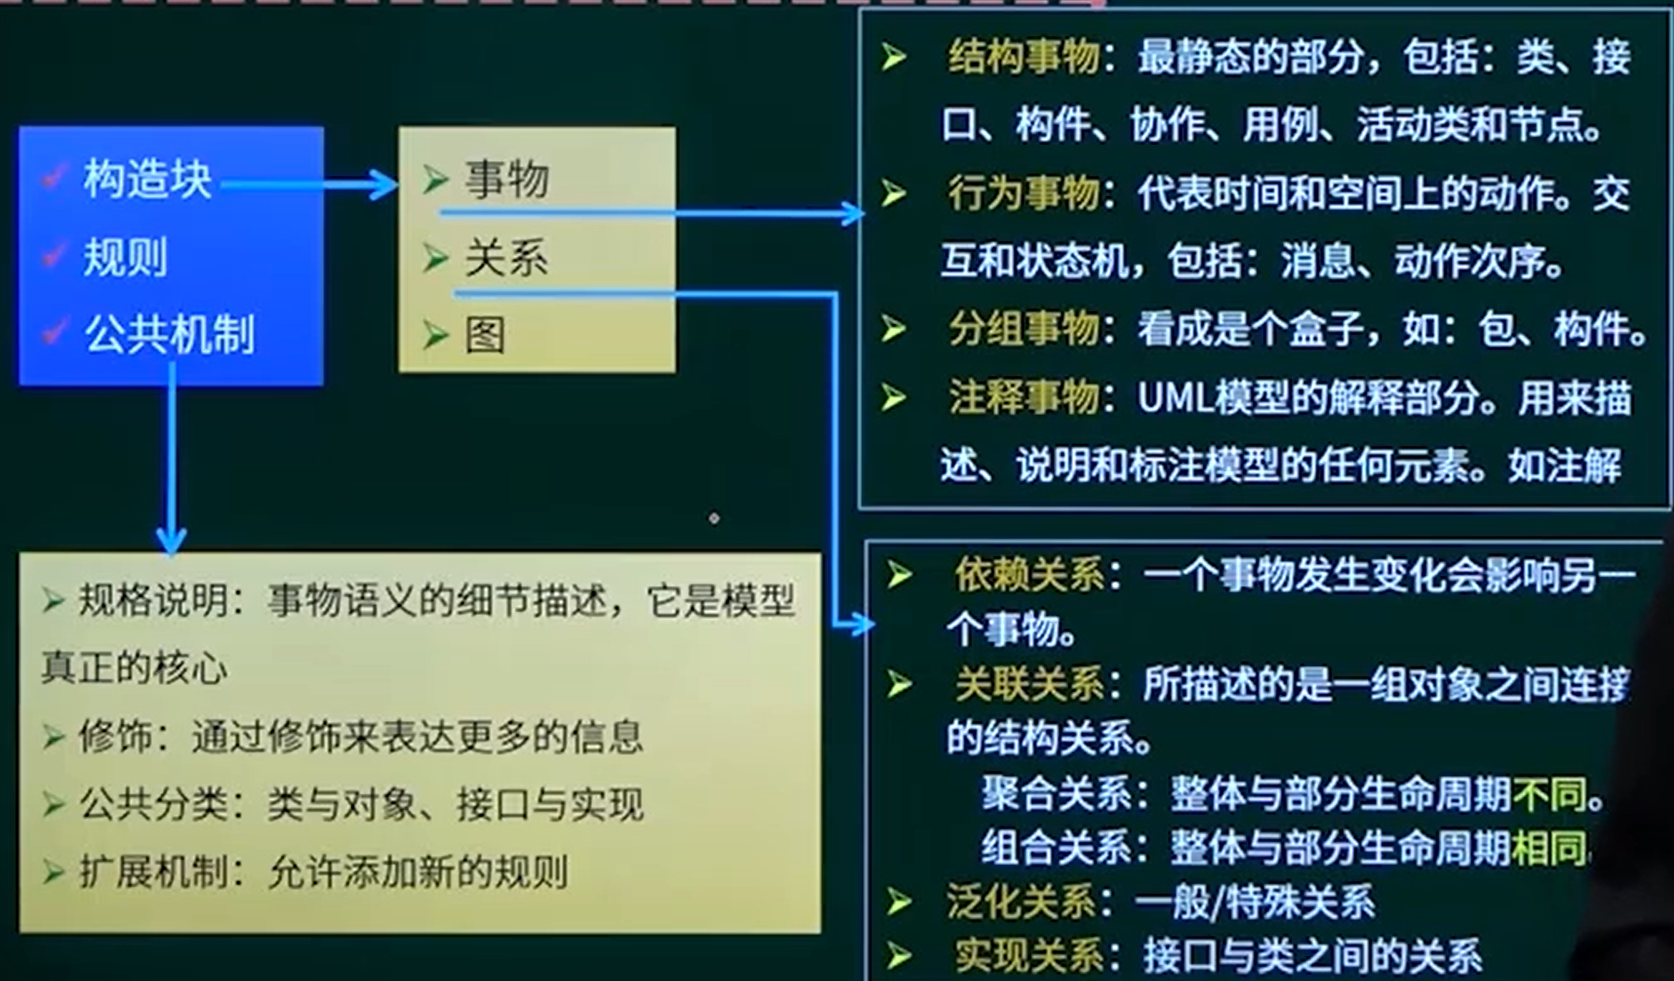 构造块
规则
公共机制
事物
关系
图
结构事物：最静态的部分，包括：类、接
口、构件、协作、用例、活动类和节点。
行为事物：代表时间和空间上的动作。交
互和状态机，包括：消息、动作次序。
分组事物：看成是个盒子，如：包、构件。
注释事物：UML模型的解释部分。用来描
述、说明和标注模型的任何元素。如注解
规格说明：事物语义的细节描述，它是模型
真正的核心
修饰：通过修饰来表达更多的信息
公共分类：类与对象、接口与实现
扩展机制：允许添加新的规则
依赖关系：一个事物发生变化会影响另一
个事物。
关联关系：所描述的是一组对象之间连接
的结构关系。
聚合关系：整体与部分生命周期不同。
组合关系：整体与部分生命周期相同。
泛化关系：一般/特殊关系
实现关系：接口与类之间的关系